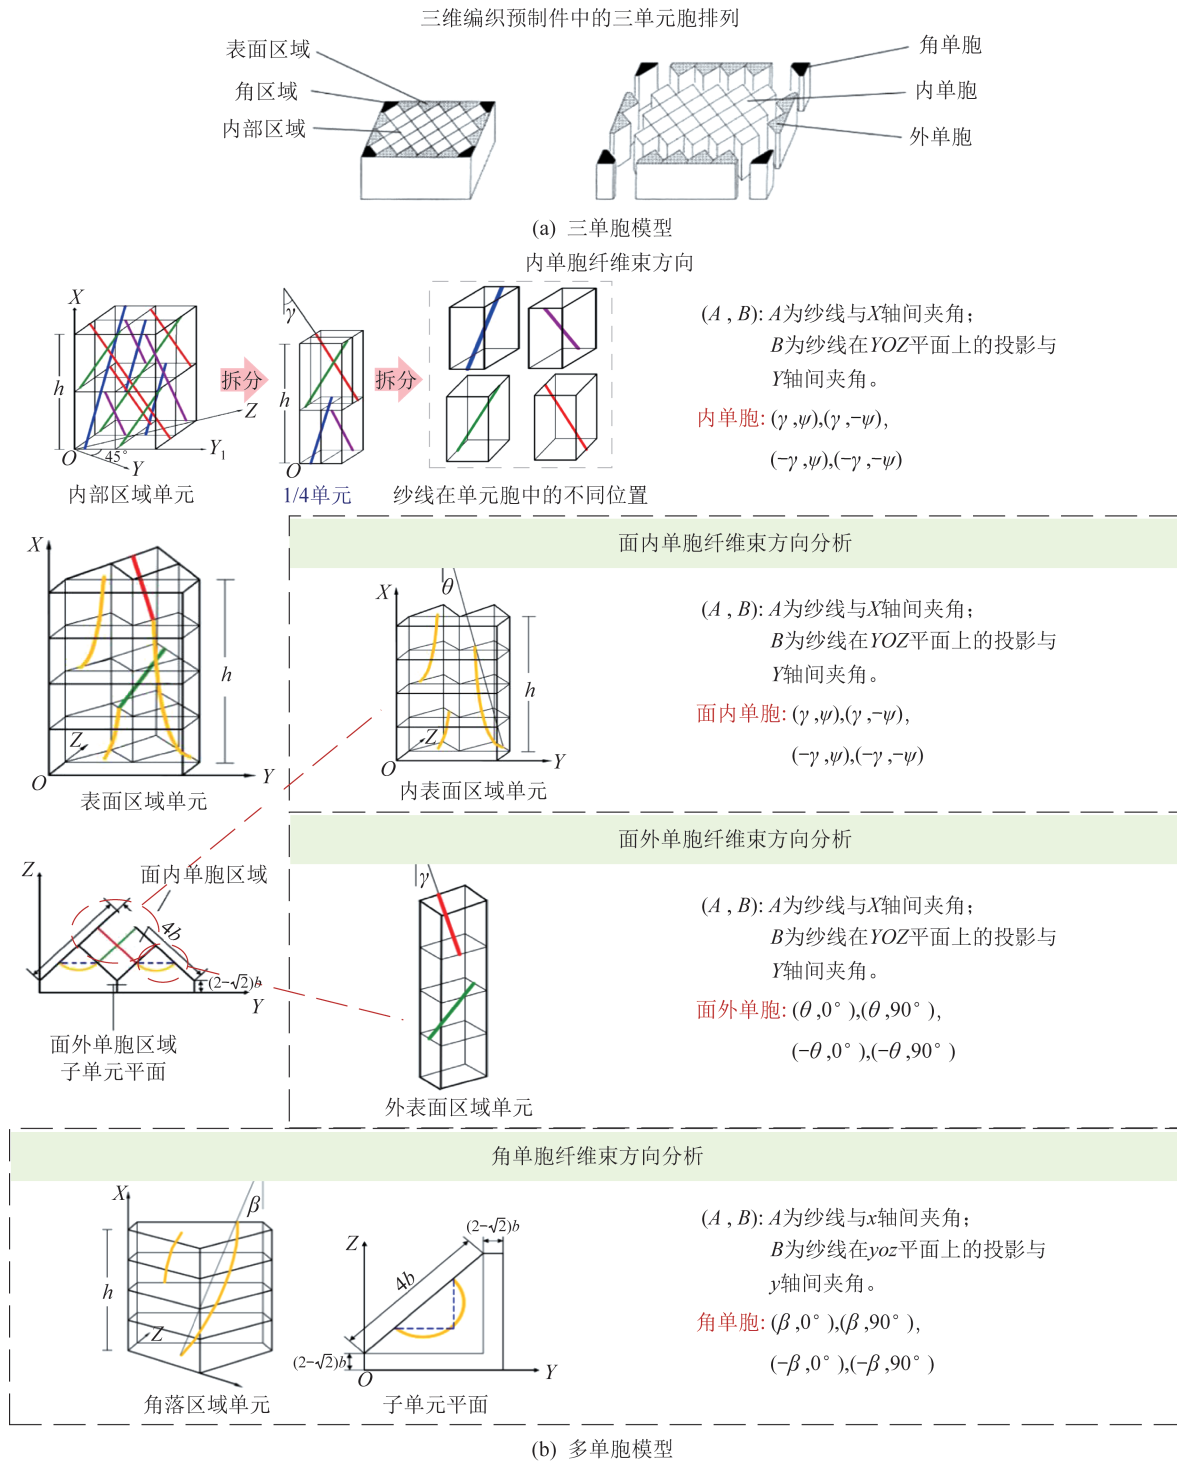 三维编织预制件中的三单元胞排列
表面区域
角区域
内部区域
角单胞
内单胞
外单胞
(a) 三单胞模型
内单胞纤维束方向
X
h
O
45°
Y
Y₁
Z
内部区域单元
拆分
γ
h
O
1/4单元
拆分
纱线在单元胞中的不同位置
(A , B): A为纱线与X轴间夹角；
B为纱线在YOZ平面上的投影与
Y轴间夹角。
内单胞: (γ ,ψ),(γ ,-ψ),
(-γ ,ψ),(-γ ,-ψ)
X
h
Z
O
Y
表面区域单元
面内单胞纤维束方向分析
θ
X
h
Z
O
Y
内表面区域单元
(A , B): A为纱线与X轴间夹角；
B为纱线在YOZ平面上的投影与
Y轴间夹角。
面内单胞: (γ ,ψ),(γ ,-ψ),
(-γ ,ψ),(-γ ,-ψ)
Z
面内单胞区域
4b
(2-√2)b
Y
面外单胞区域
子单元平面
面外单胞纤维束方向分析
γ
外表面区域单元
(A , B): A为纱线与X轴间夹角；
B为纱线在YOZ平面上的投影与
Y轴间夹角。
面外单胞: (θ ,0° ),(θ ,90° ),
(-θ ,0° ),(-θ ,90° )
角单胞纤维束方向分析
X
β
h
Z
角落区域单元
Z
(2-√2)b
4b
(2-√2)b
O
Y
子单元平面
(A , B): A为纱线与x轴间夹角；
B为纱线在yoz平面上的投影与
y轴间夹角。
角单胞: (β ,0° ),(β ,90° ),
(-β ,0° ),(-β ,90° )
(b) 多单胞模型